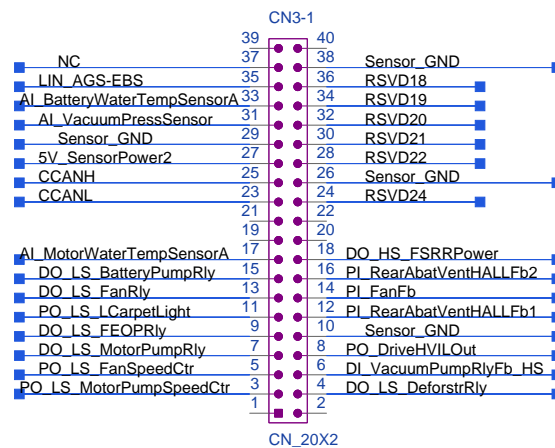 CN3-1
39 40
NC 37 38 Sensor_GND
LIN_AGS-EBS 35 36 RSVD18
AI_BatteryWaterTempSensorA 33 34 RSVD19
AI_VacuumPressSensor 31 32 RSVD20
Sensor_GND 29 30 RSVD21
5V_SensorPower2 27 28 RSVD22
CCANH 25 26 Sensor_GND
CCANL 23 24 RSVD24
21 22
19 20
AI_MotorWaterTempSensorA 17 18 DO_HS_FSRRPower
DO_LS_BatteryPumpRly 15 16 PI_RearAbatVentHALLFb2
DO_LS_FanRly 13 14 PI_FanFb
PO_LS_LCarpetLight 11 12 PI_RearAbatVentHALLFb1
DO_LS_FEOPRly 9 10 Sensor_GND
DO_LS_MotorPumpRly 7 8 PO_DriveHVILOut
PO_LS_FanSpeedCtr 5 6 DI_VacuumPumpRlyFb_HS
PO_LS_MotorPumpSpeedCtr 3 4 DO_LS_DeforstrRly
1 2
CN_20X2